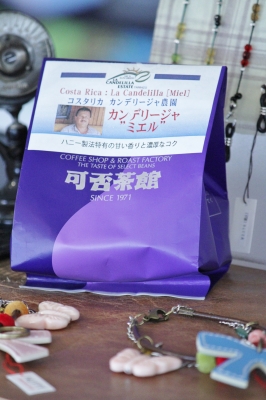 CANDELILLA
ESTATE
Costa Rica : La Candelilla [Miel]
コスタリカ カンデリージャ農園
カンデリージャ
"ミエル"
ハニー製法特有の甘い香りと濃厚なコク
COFFEE SHOP & ROAST FACTORY
THE TASTE OF SELECT BEANS
可否茶館
SINCE 1971